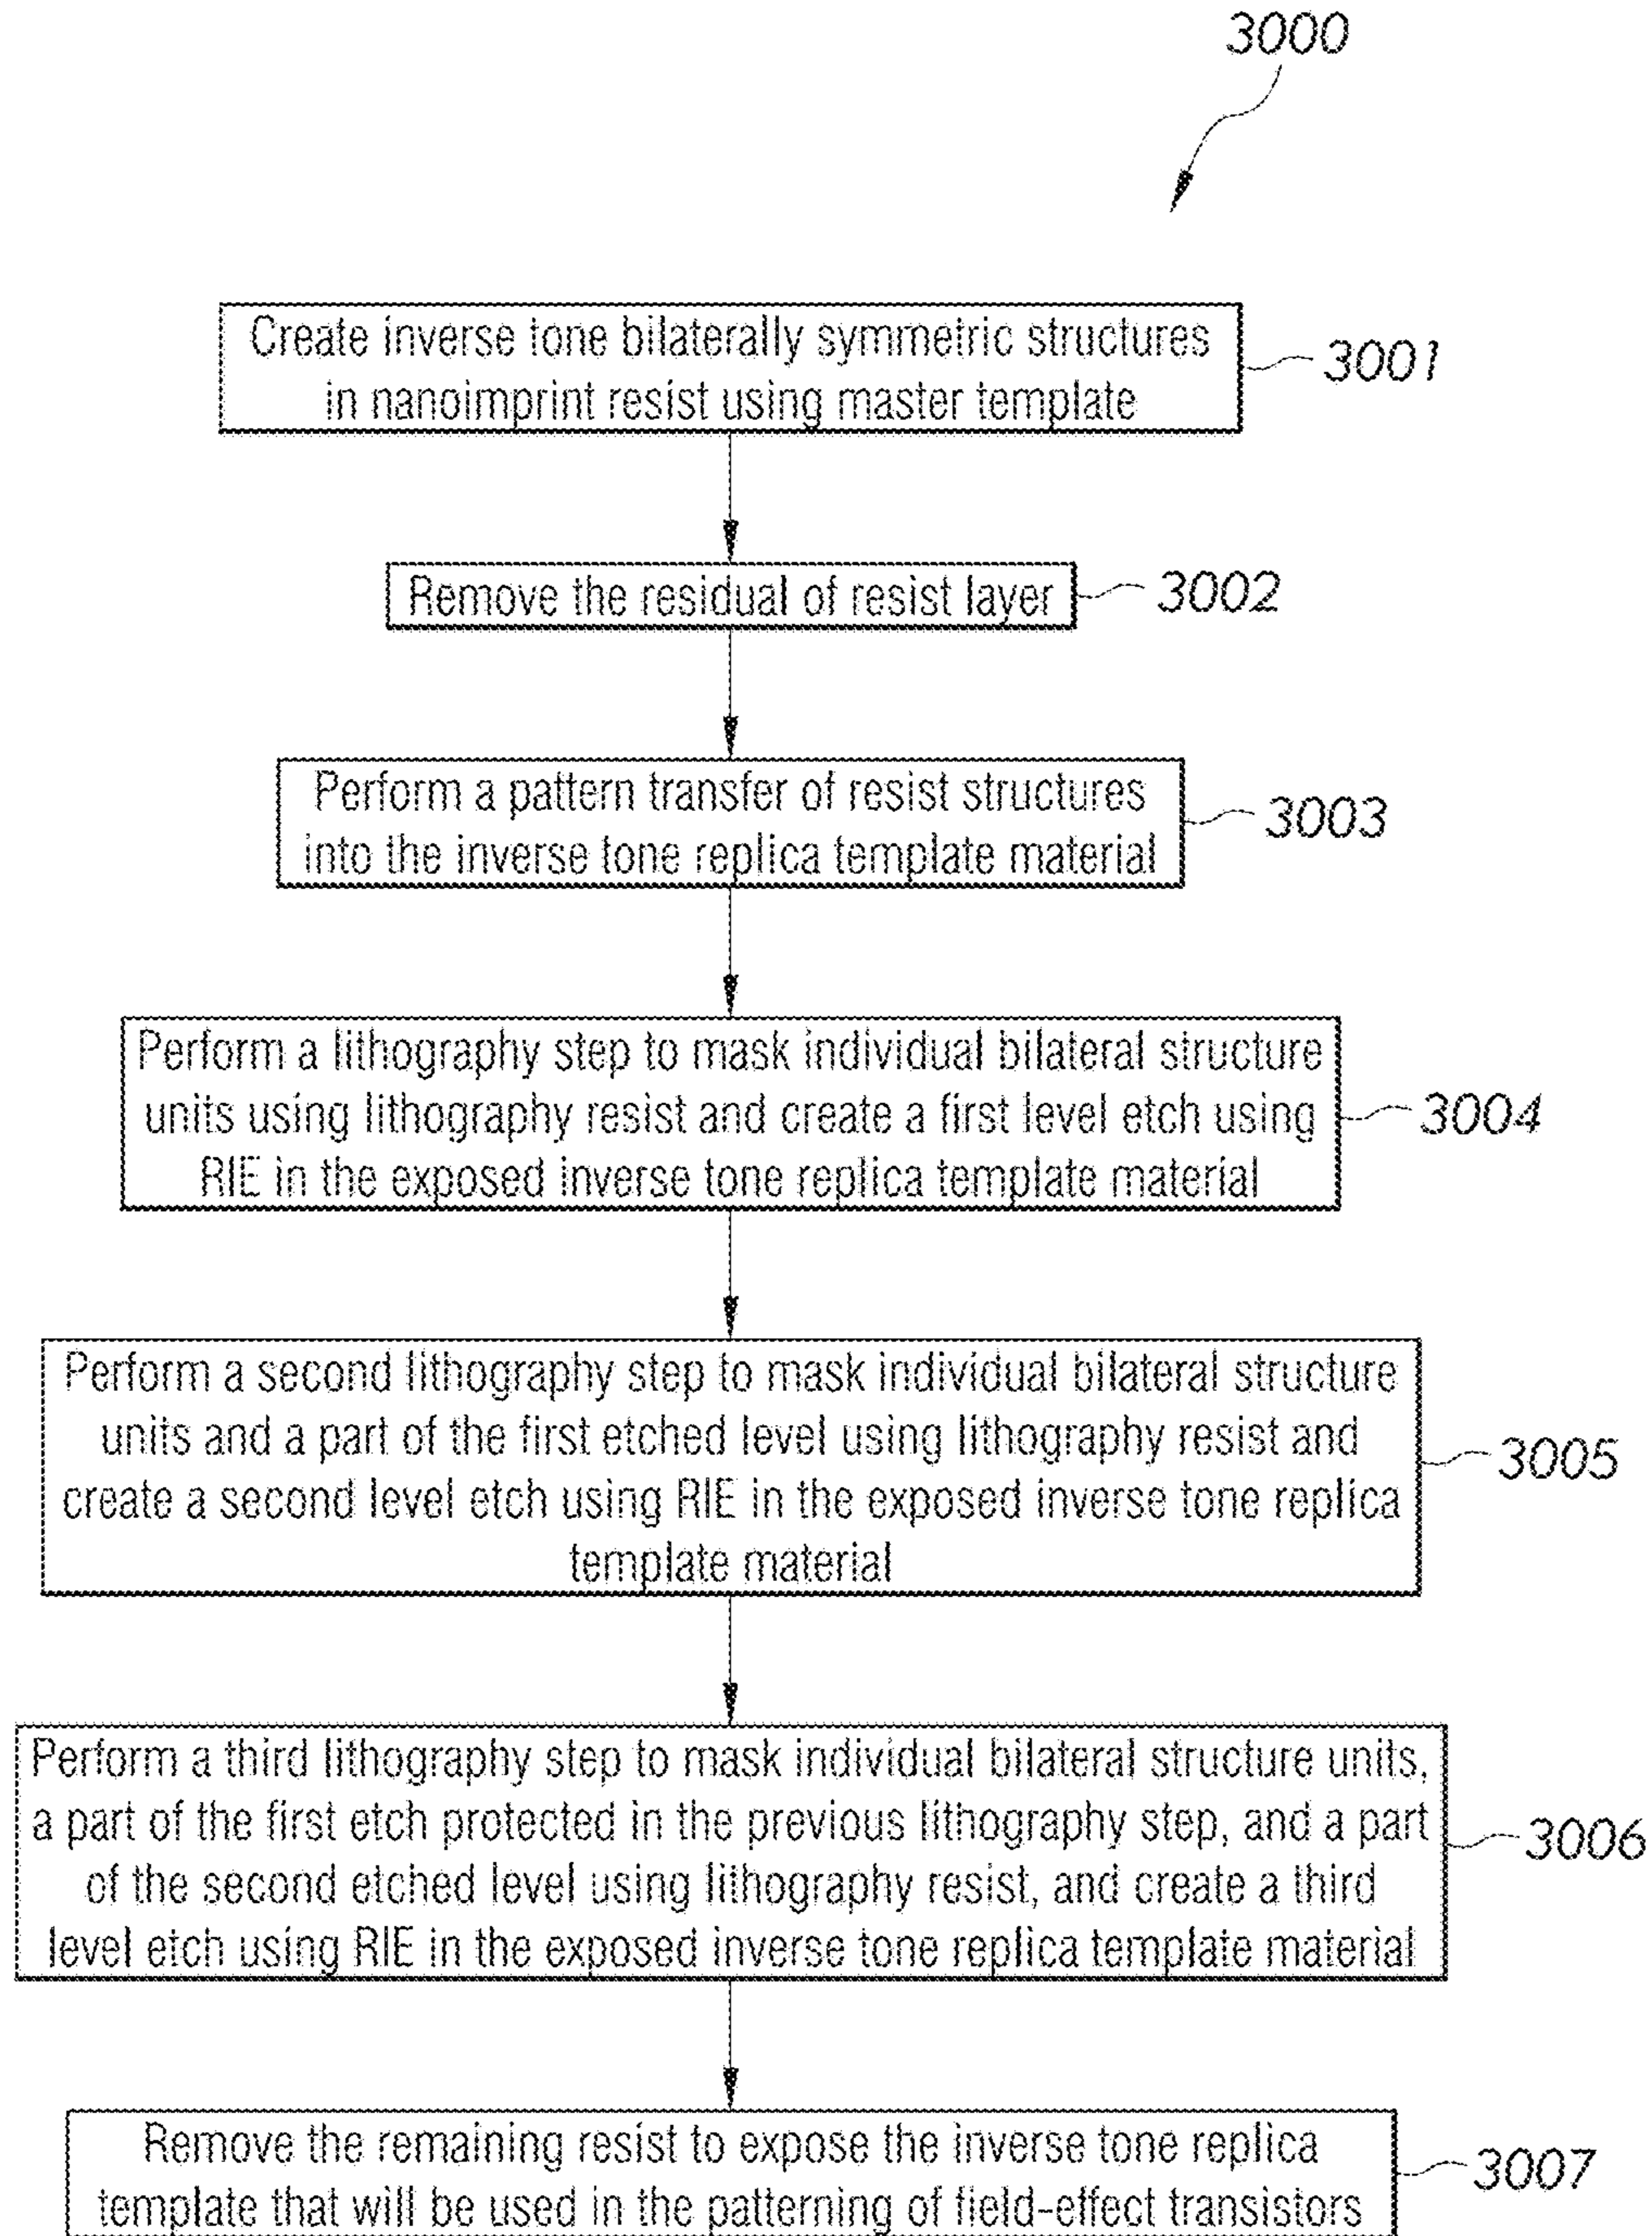 3000
Create inverse tone bilaterally symmetric structures
in nanoimprint resist using master template
3001
Remove the residual of resist layer
3002
Perform a pattern transfer of resist structures
into the inverse tone replica template material
3003
Perform a lithography step to mask individual bilateral structure
units using lithography resist and create a first level etch using
RIE in the exposed inverse tone replica template material
3004
Perform a second lithography step to mask individual bilateral structure
units and a part of the first etched level using lithography resist and
create a second level etch using RIE in the exposed inverse tone replica
template material
3005
Perform a third lithography step to mask individual bilateral structure units,
a part of the first etch protected in the previous lithography step, and a part
of the second etched level using lithography resist, and create a third
level etch using RIE in the exposed inverse tone replica template material
3006
Remove the remaining resist to expose the inverse tone replica
template that will be used in the patterning of field-effect transistors
3007